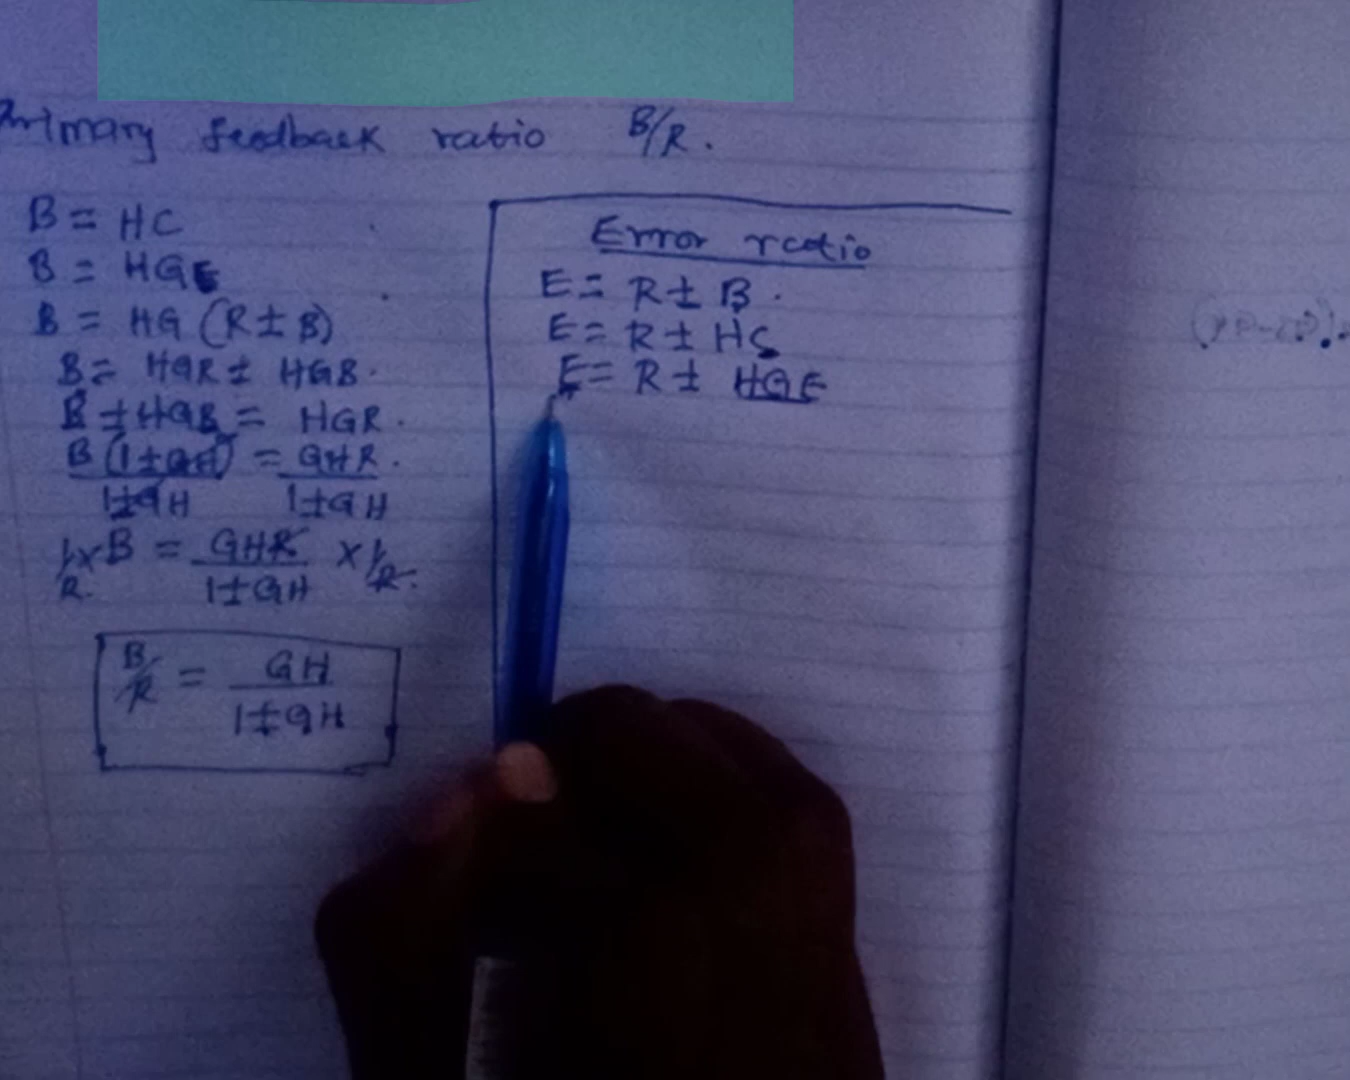 Primary feedback ratio B/R.
B = HC
B = HGE
B = HG (R ± B)
B = HGR ± HGB.
B ± HGB = HGR.
B (1 ± GH) = GHR.
1 ± GH 1 ± GH
1/R. × B = GHR × 1/R.
1 ± GH
B/R = GH
1 ∓ GH
Error ratio
E = R ± B.
E = R ± HC
E = R ± HGE